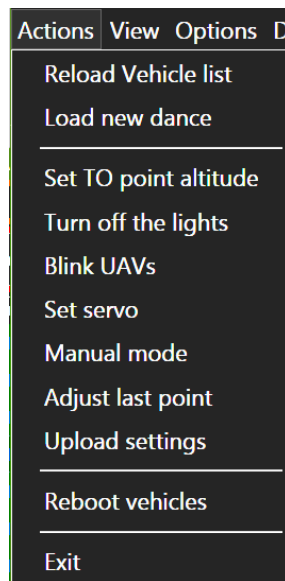 Actions View Options D
Reload Vehicle list
Load new dance
Set TO point altitude
Turn off the lights
Blink UAVs
Set servo
Manual mode
Adjust last point
Upload settings
Reboot vehicles
Exit